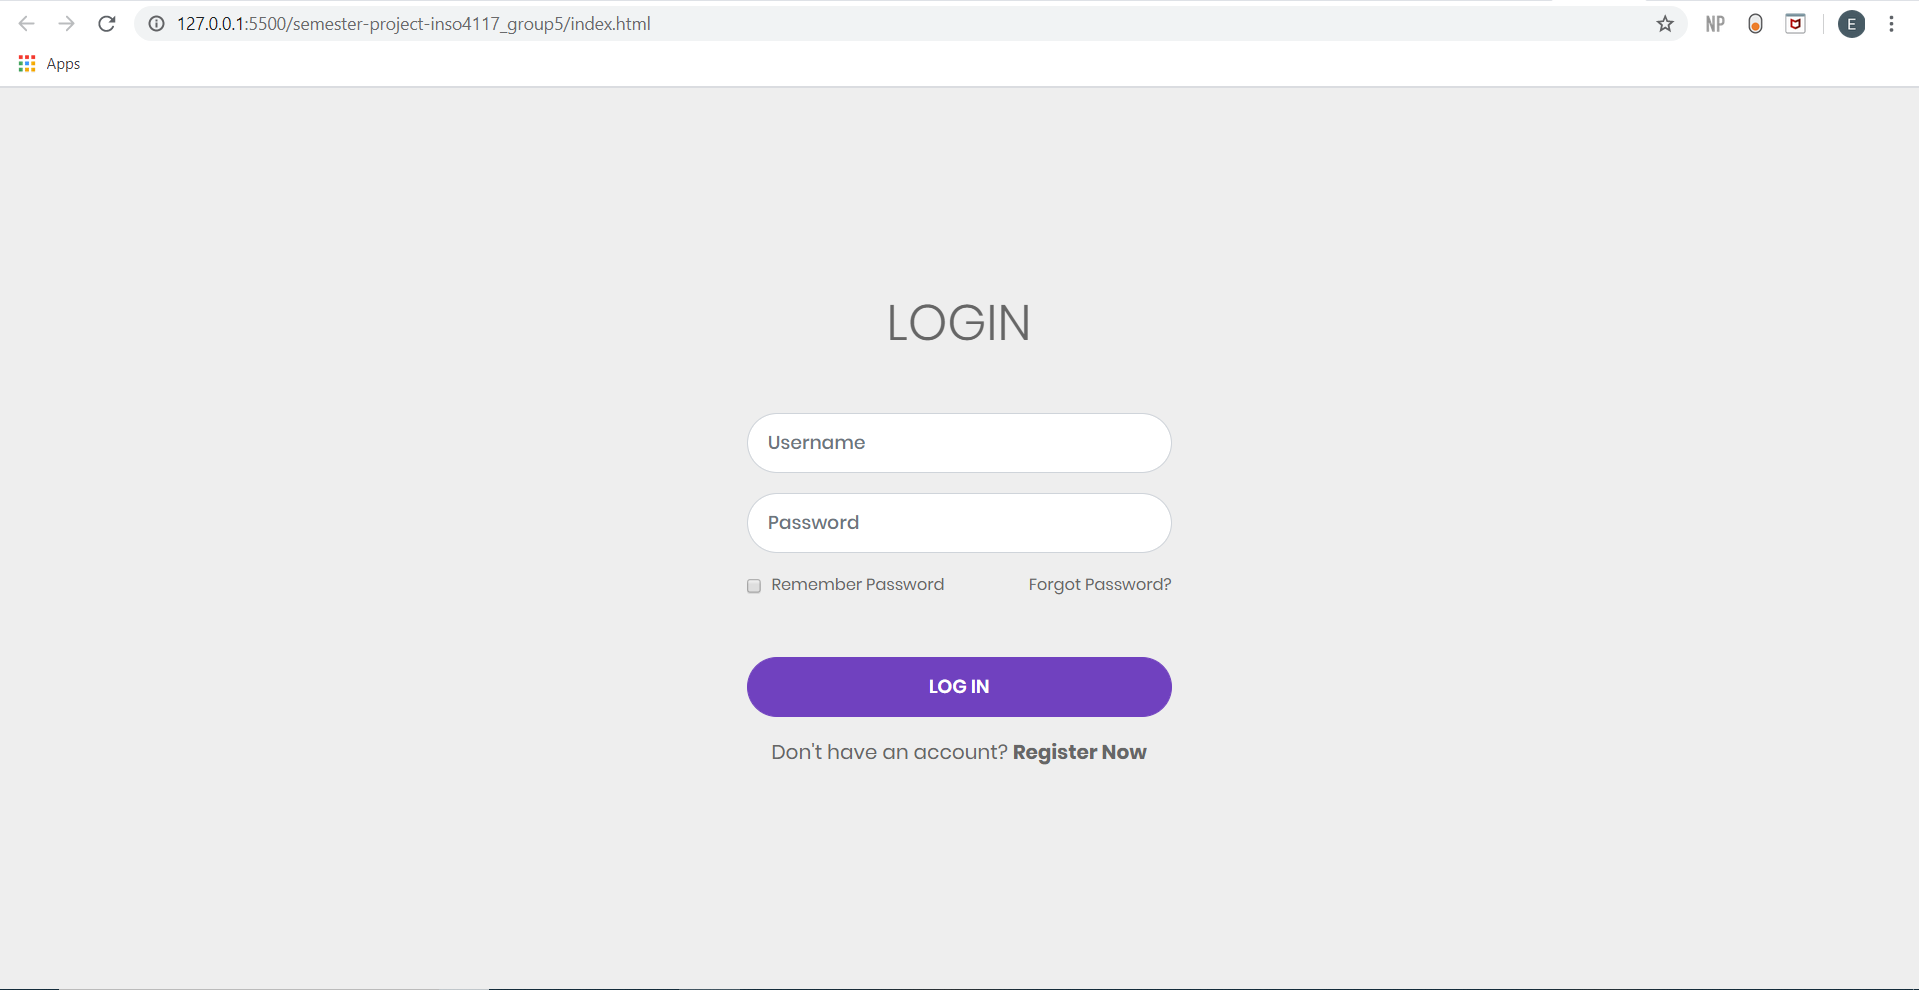 127.0.0.1:5500/semester-project-inso4117_group5/index.html
NP
E
Apps
LOGIN
Username
Password
Remember Password Forgot Password?
LOG IN
Don't have an account? Register Now